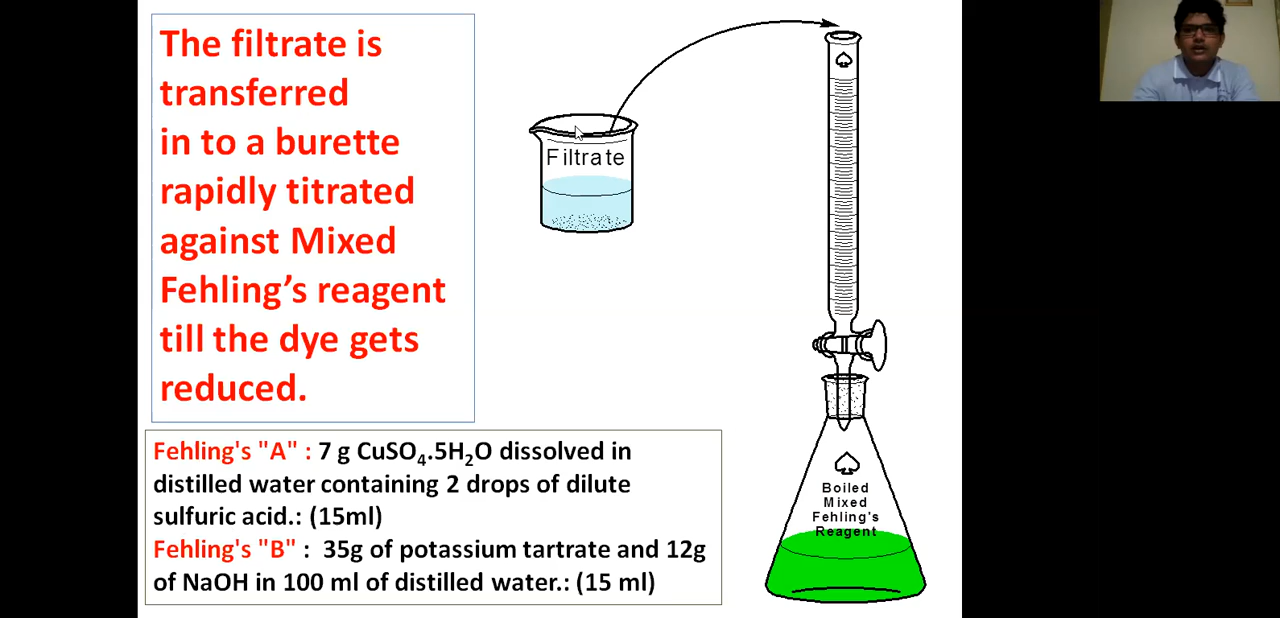 The filtrate is
transferred
in to a burette
rapidly titrated
against Mixed
Fehling’s reagent
till the dye gets
reduced.
Filtrate
Boiled
Mixed
Fehling's
Reagent
Fehling's "A" : 7 g CuSO₄.5H₂O dissolved in
distilled water containing 2 drops of dilute
sulfuric acid.: (15ml)
Fehling's "B" : 35g of potassium tartrate and 12g
of NaOH in 100 ml of distilled water.: (15 ml)